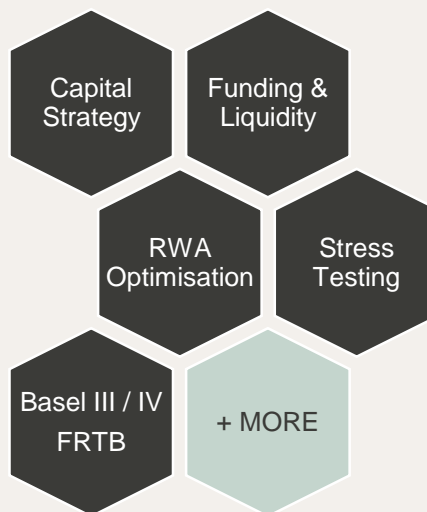 Capital
Strategy
Funding &
Liquidity
RWA
Optimisation
Stress
Testing
Basel III / IV
FRTB
+ MORE